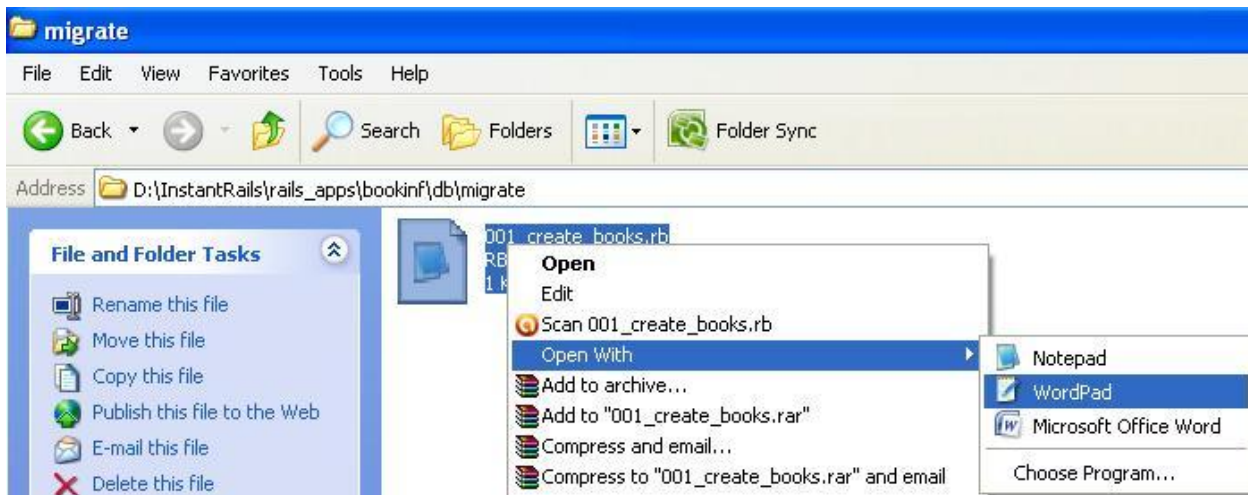 migrate
File Edit View Favorites Tools Help
Back Search Folders Folder Sync
Address D:\InstantRails\rails_apps\bookinf\db\migrate
File and Folder Tasks
Rename this file
Move this file
Copy this file
Publish this file to the Web
E-mail this file
Delete this file
001_create_books.rb
RB
1 K
Open
Edit
Scan 001_create_books.rb
Open With
Add to archive...
Add to "001_create_books.rar"
Compress and email...
Compress to "001_create_books.rar" and email
Notepad
WordPad
Microsoft Office Word
Choose Program...